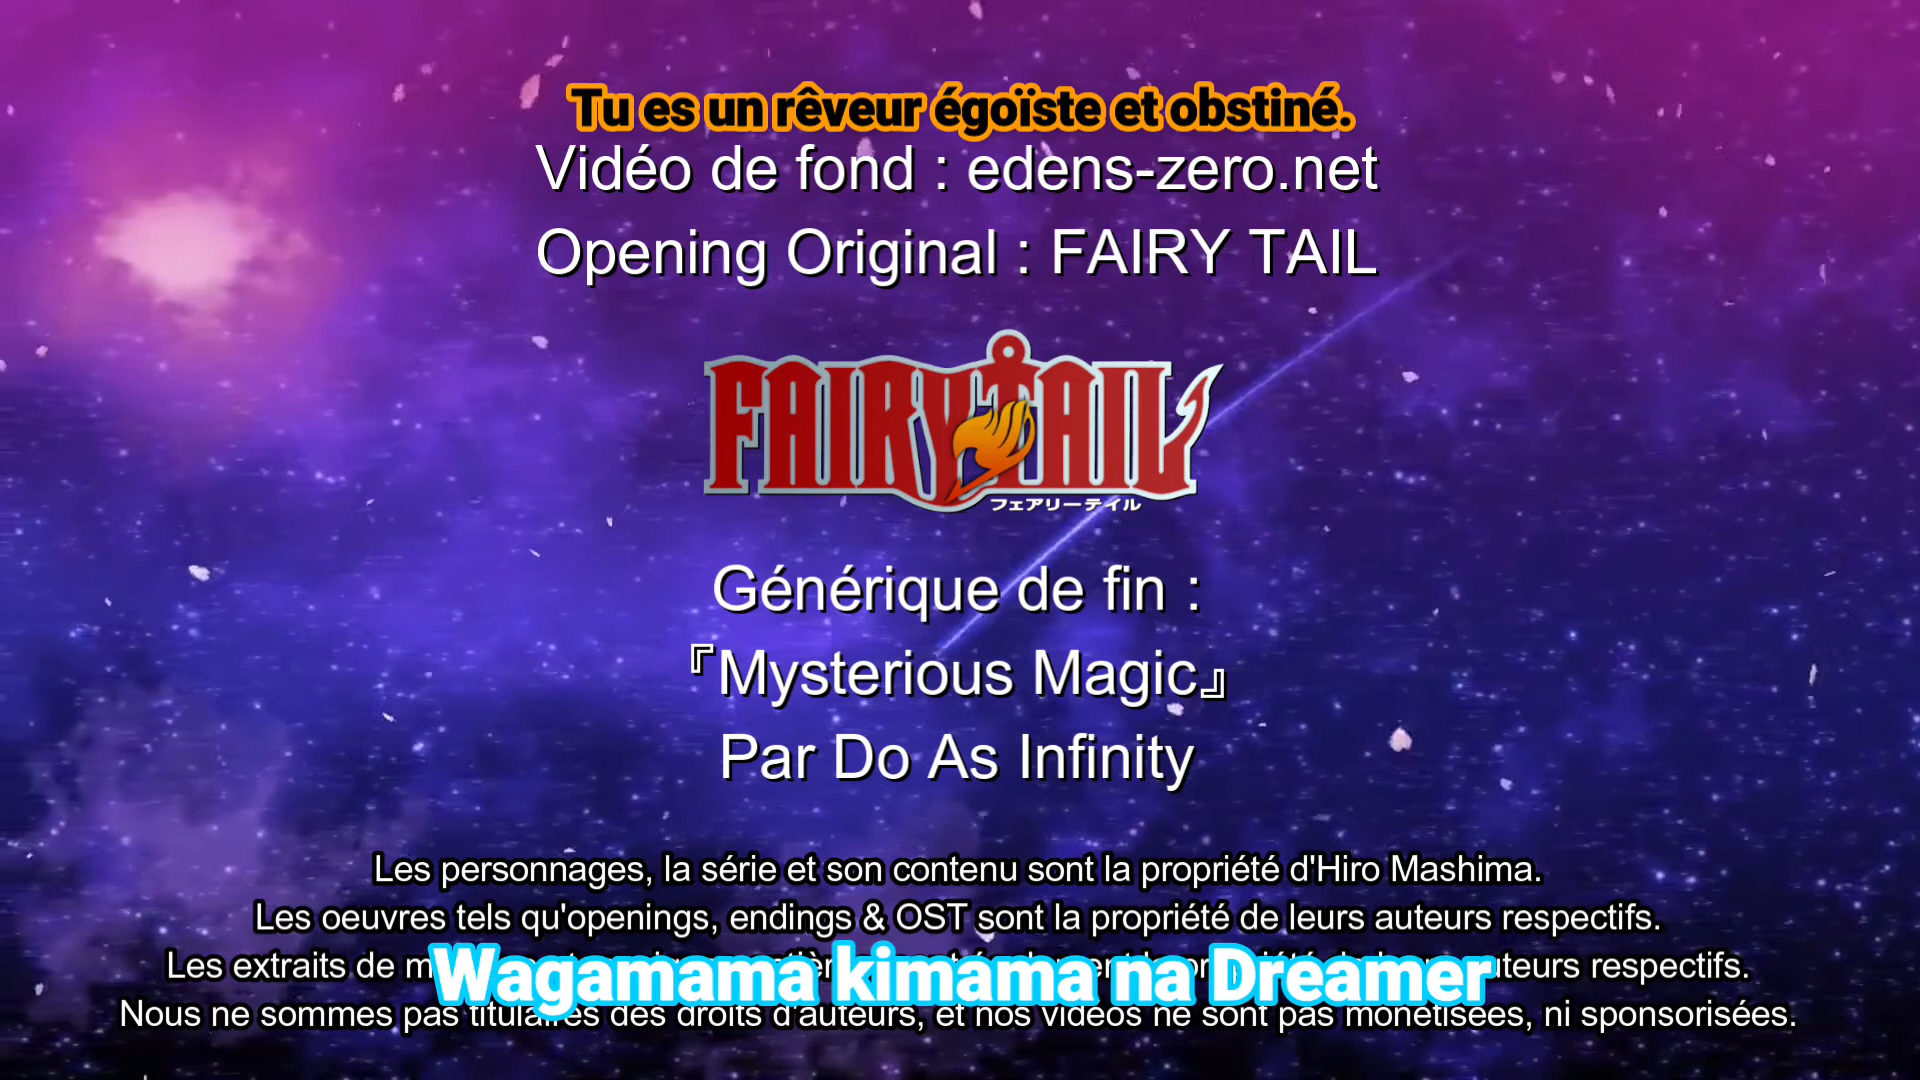 Tu es un rêveur égoïste et obstiné.
Vidéo de fond : edens-zero.net
Opening Original : FAIRY TAIL
FAIRY TAIL
フェアリーテイル
Générique de fin :
『Mysterious Magic』
Par Do As Infinity
Les personnages, la série et son contenu sont la propriété d'Hiro Mashima.
Les oeuvres tels qu'openings, endings & OST sont la propriété de leurs auteurs respectifs.
Les extraits de auteurs respectifs.
Wagamama kimama na Dreamer
Nous ne sommes pas titulaires des droits d'auteurs, et nos vidéos ne sont pas monétisées, ni sponsorisées.